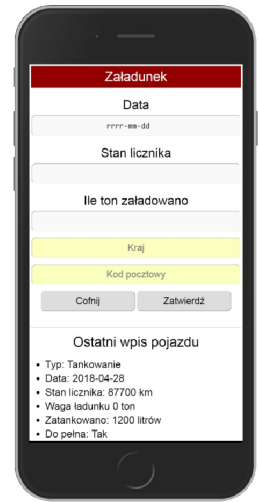 Załadunek
Data
rrrr-mm-dd
Stan licznika
Ile ton załadowano
Kraj
Kod pocztowy
Cofnij
Zatwierdź
Ostatni wpis pojazdu
• Typ: Tankowanie
• Data: 2018-04-28
• Stan licznika: 87700 km
• Waga ładunku 0 ton
• Zatankowano: 1200 litrów
• Do pełna: Tak